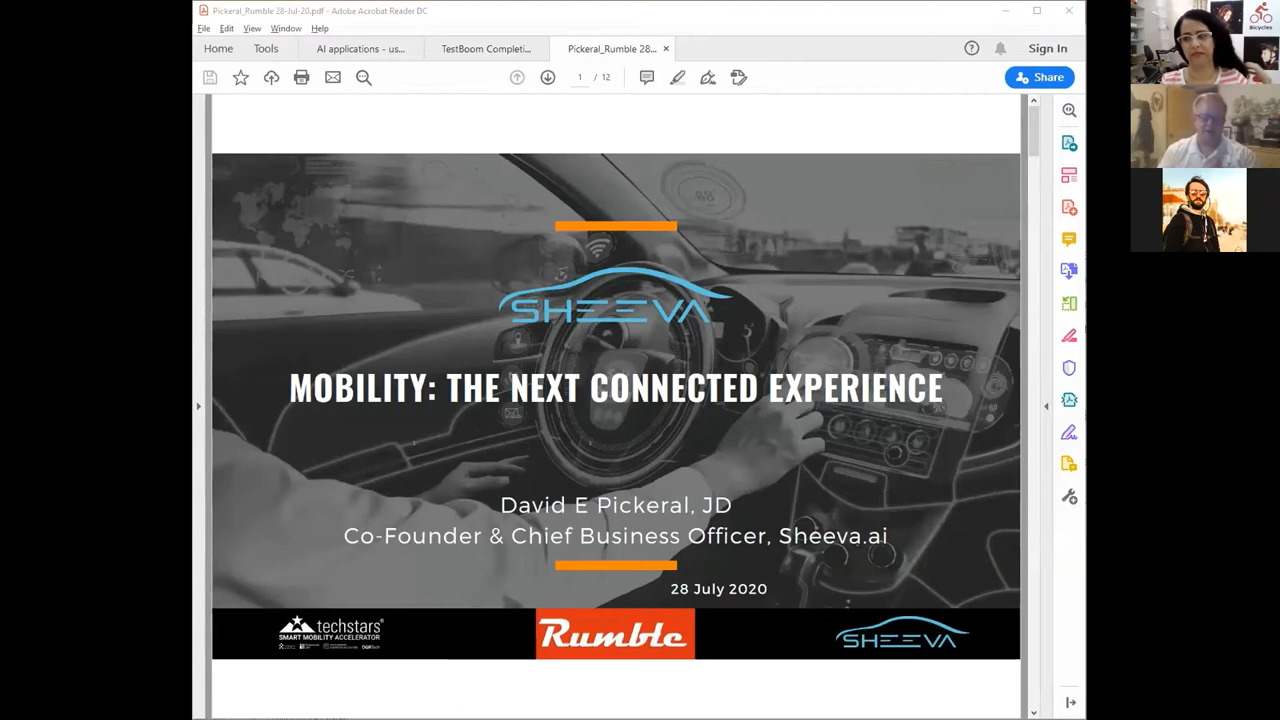 Pickeral_Rumble 28-Jul-20.pdf - Adobe Acrobat Reader DC
File Edit View Window Help
Home Tools AI applications - us... TestBoom Completi... Pickeral_Rumble 28... × Sign In
1 / 12 Share
Bicycles
SHEEVA
MOBILITY: THE NEXT CONNECTED EXPERIENCE
David E Pickeral, JD
Co-Founder & Chief Business Officer, Sheeva.ai
28 July 2020
techstars
SMART MOBILITY ACCELERATOR
Rumble
SHEEVA